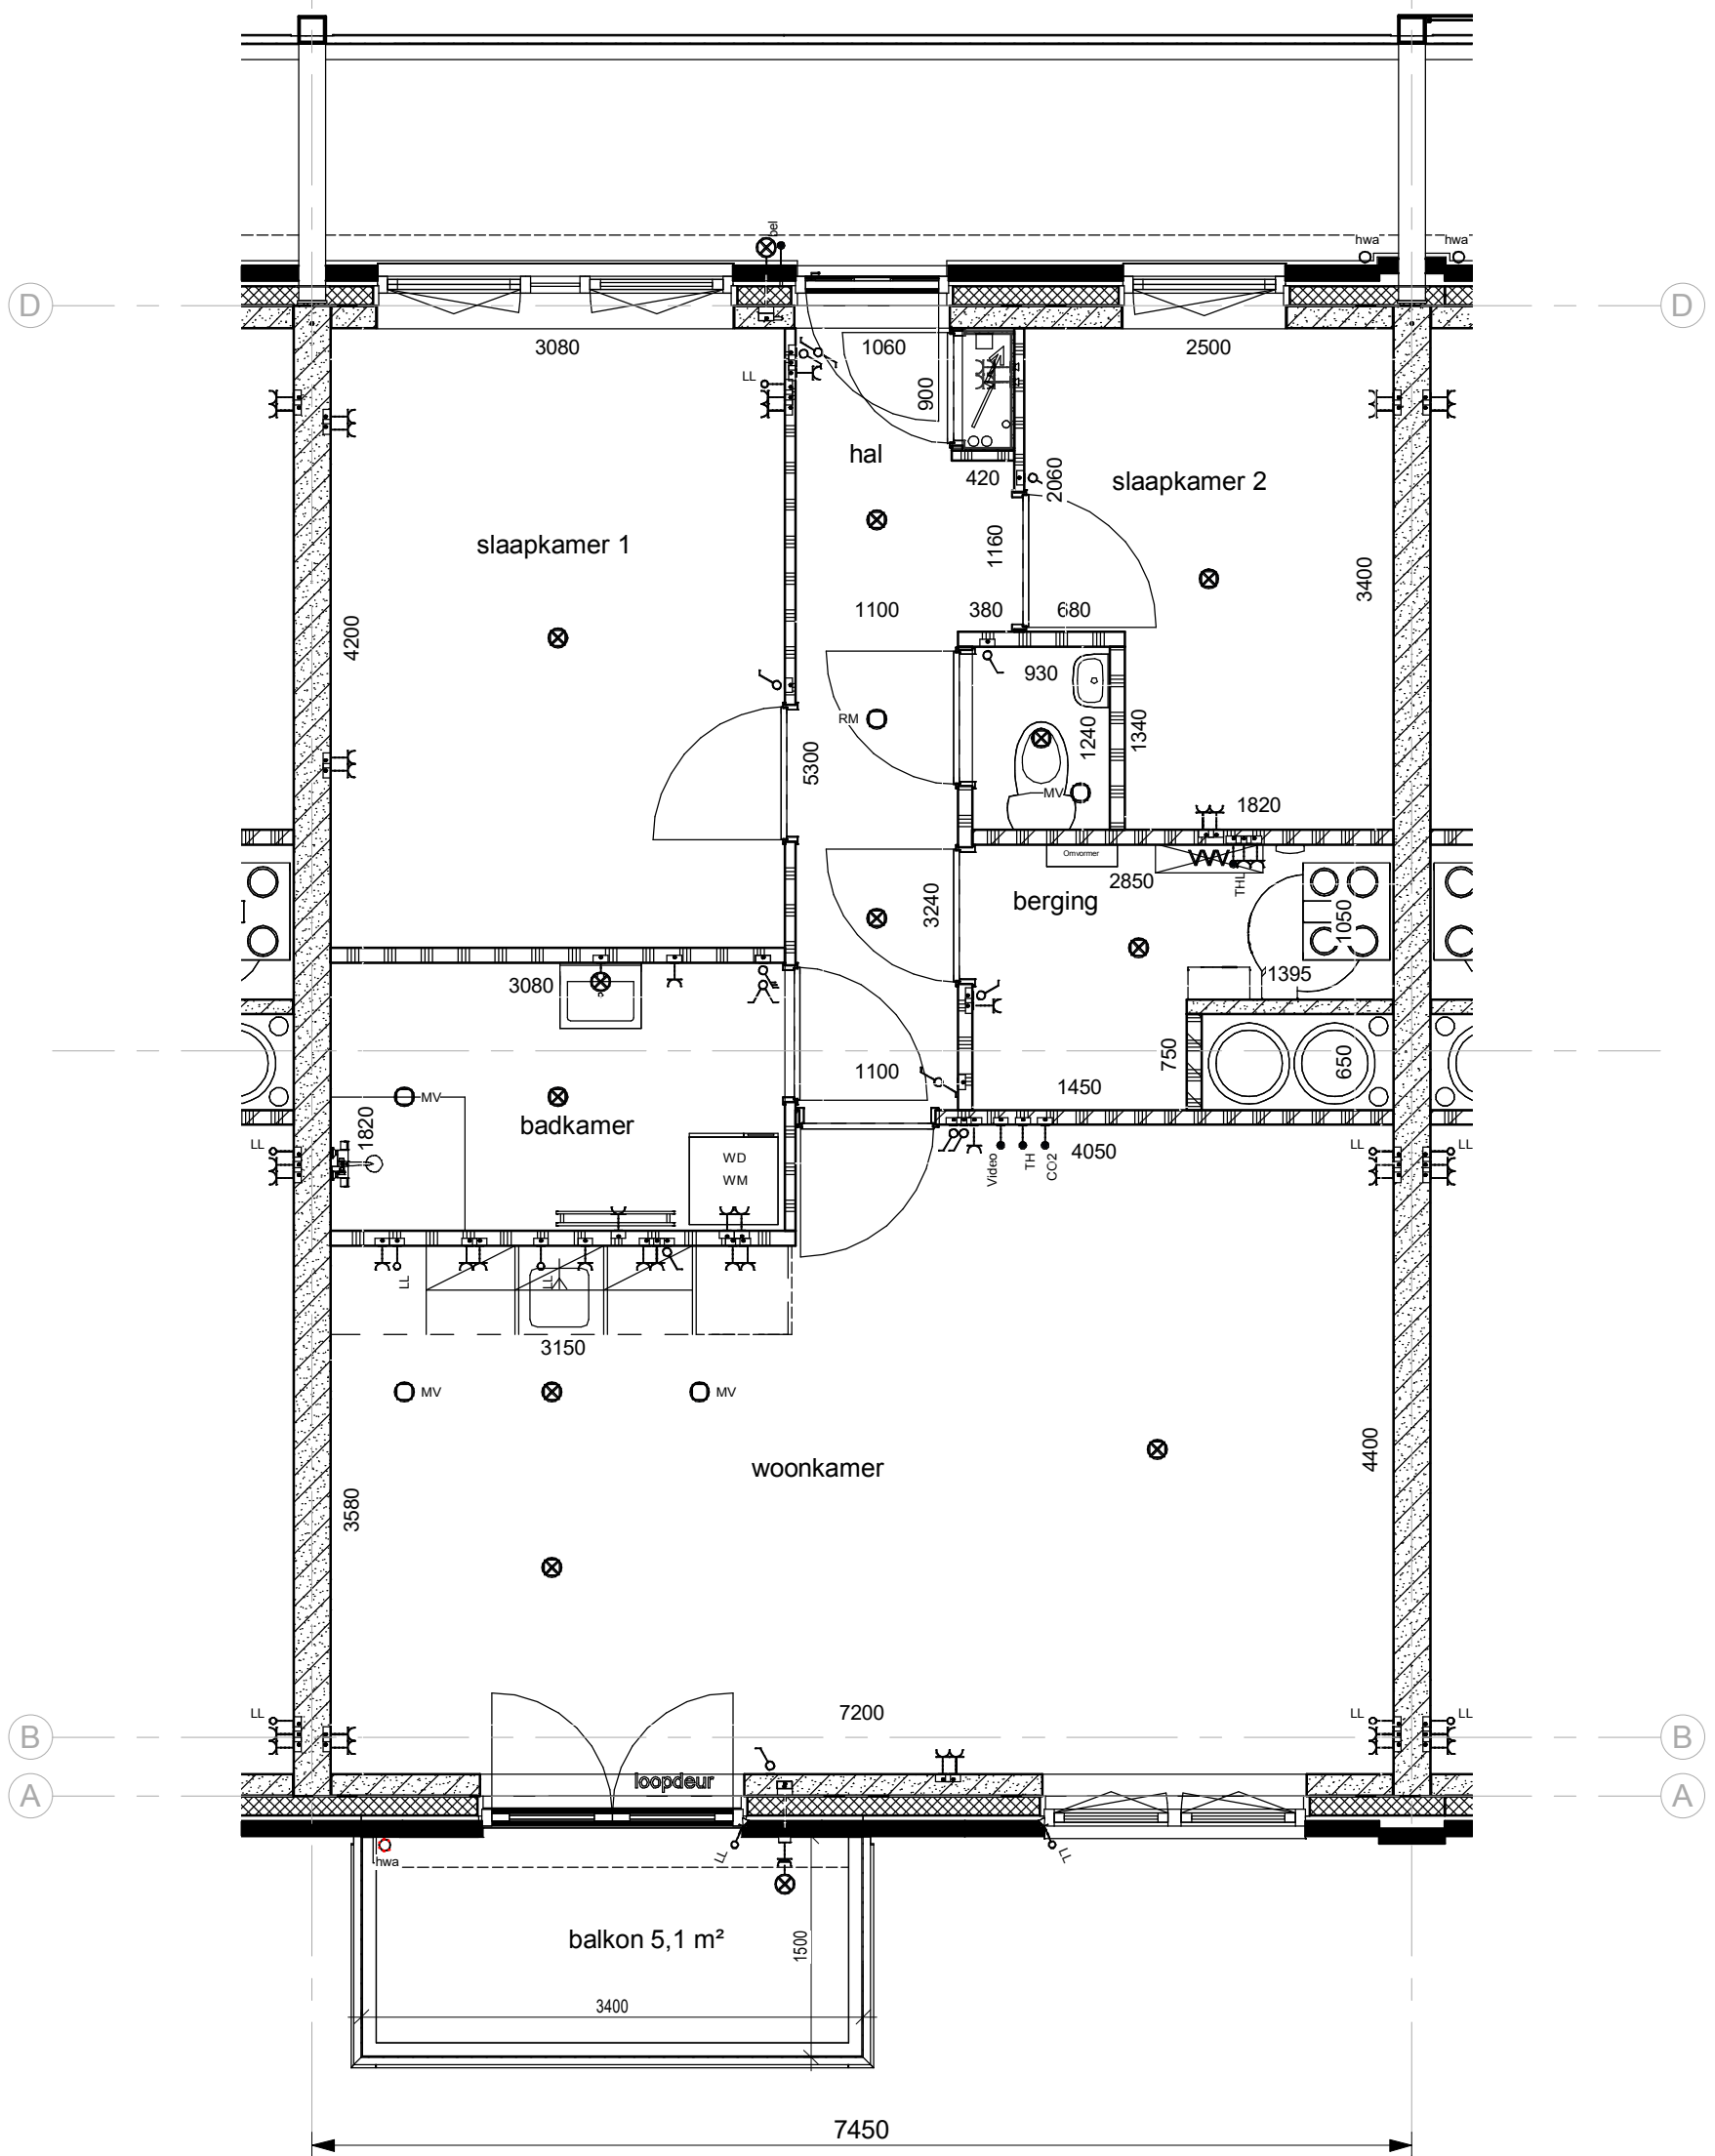 bel
hwa
hwa
D
D
3080
1060
2500
LL
900
hal
420
2060
slaapkamer 2
slaapkamer 1
1160
3400
4200
1100
380
680
930
RM
1240
1340
5300
MV
1820
Omvormer
2850
THL
berging
3240
1050
3080
1395
MV
1100
750
650
1450
1820
badkamer
LL
WD
WM
Video
TH
CO2
4050
LL
LL
LL
LL
3150
MV
MV
woonkamer
4400
3580
7200
LL
LL
LL
B
B
loopdeur
A
A
hwa
LL
LL
balkon 5,1 m²
1500
3400
7450